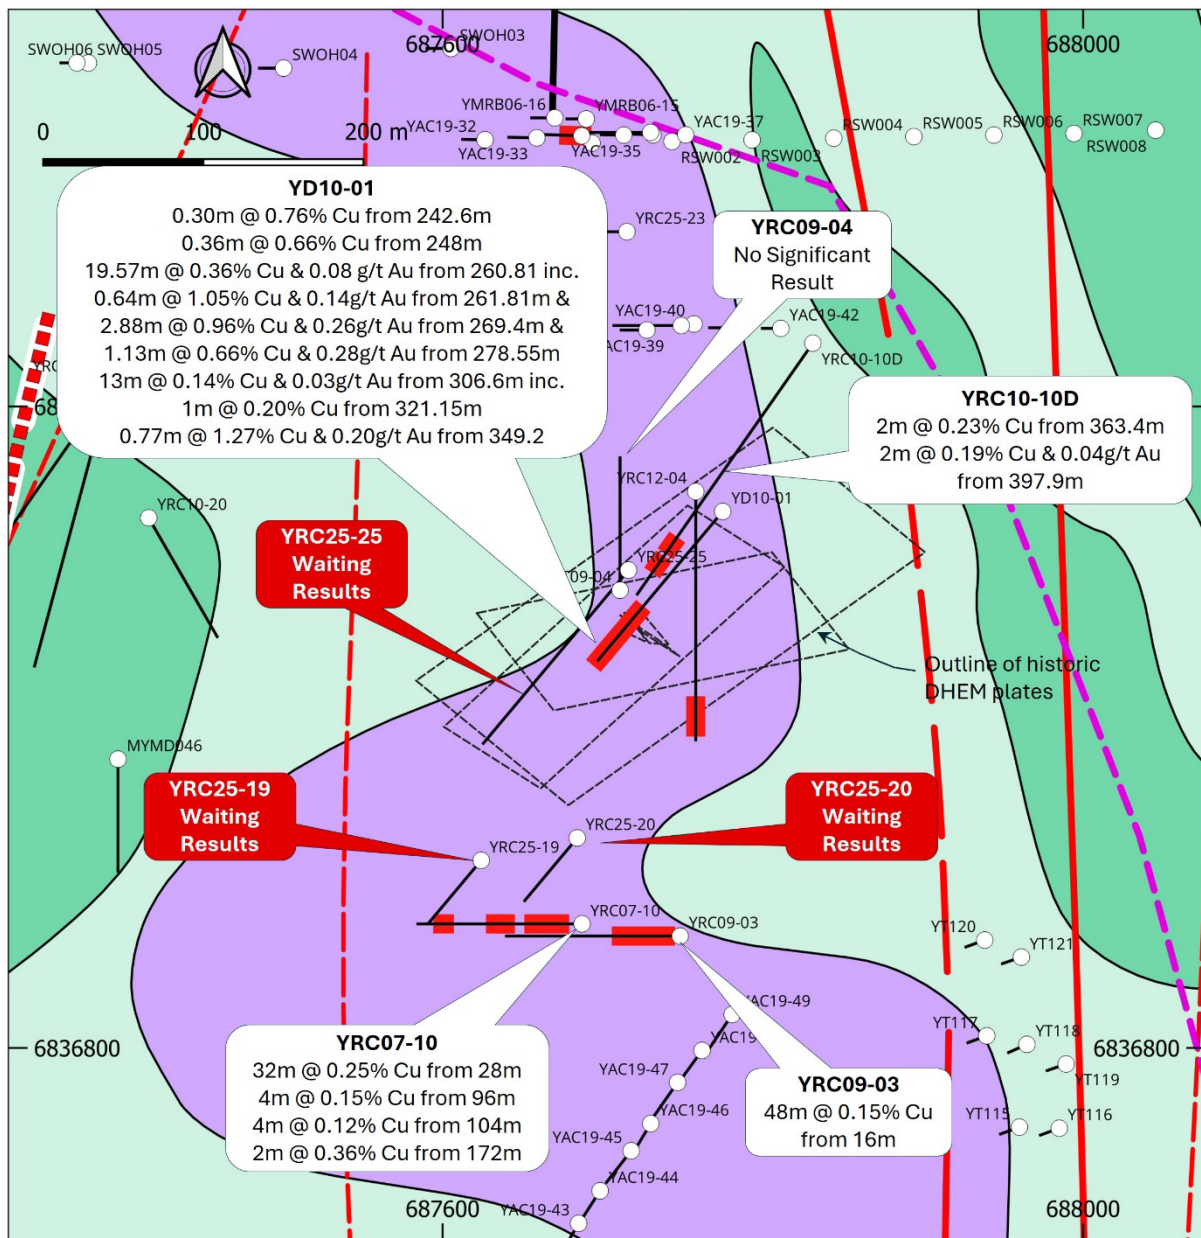 687600
688000
SWOH06
SWOH05
SWOH04
SWOH03
0
100
200 m
YMRB06-16
YMRB06-15
YAC19-32
YAC19-33
YAC19-35
YAC19-37
RSW002
RSW003
RSW004
RSW005
RSW006
RSW007
RSW008
YD10-01
0.30m @ 0.76% Cu from 242.6m
0.36m @ 0.66% Cu from 248m
19.57m @ 0.36% Cu & 0.08 g/t Au from 260.81 inc.
0.64m @ 1.05% Cu & 0.14g/t Au from 261.81m &
2.88m @ 0.96% Cu & 0.26g/t Au from 269.4m &
1.13m @ 0.66% Cu & 0.28g/t Au from 278.55m
13m @ 0.14% Cu & 0.03g/t Au from 306.6m inc.
1m @ 0.20% Cu from 321.15m
0.77m @ 1.27% Cu & 0.20g/t Au from 349.2
YRC25-23
YRC09-04
No Significant
Result
YAC19-40
AC19-39
YAC19-42
YRC10-10D
YRC10-10D
2m @ 0.23% Cu from 363.4m
2m @ 0.19% Cu & 0.04g/t Au
from 397.9m
YRC12-04
YD10-01
YRC10-20
YRC25-25
Waiting
Results
YRC25-25
09-04
Outline of historic
DHEM plates
MYMD046
YRC25-19
Waiting
Results
YRC25-19
YRC25-20
YRC25-20
Waiting
Results
YRC07-10
YRC09-03
YT120
YT121
YAC19-49
YAC19
YT117
YT118
6836800
6836800
YT119
YRC07-10
32m @ 0.25% Cu from 28m
4m @ 0.15% Cu from 96m
4m @ 0.12% Cu from 104m
2m @ 0.36% Cu from 172m
YAC19-47
YRC09-03
48m @ 0.15% Cu
from 16m
YAC19-46
YT115
YT116
YAC19-45
YAC19-44
YAC19-43
687600
688000